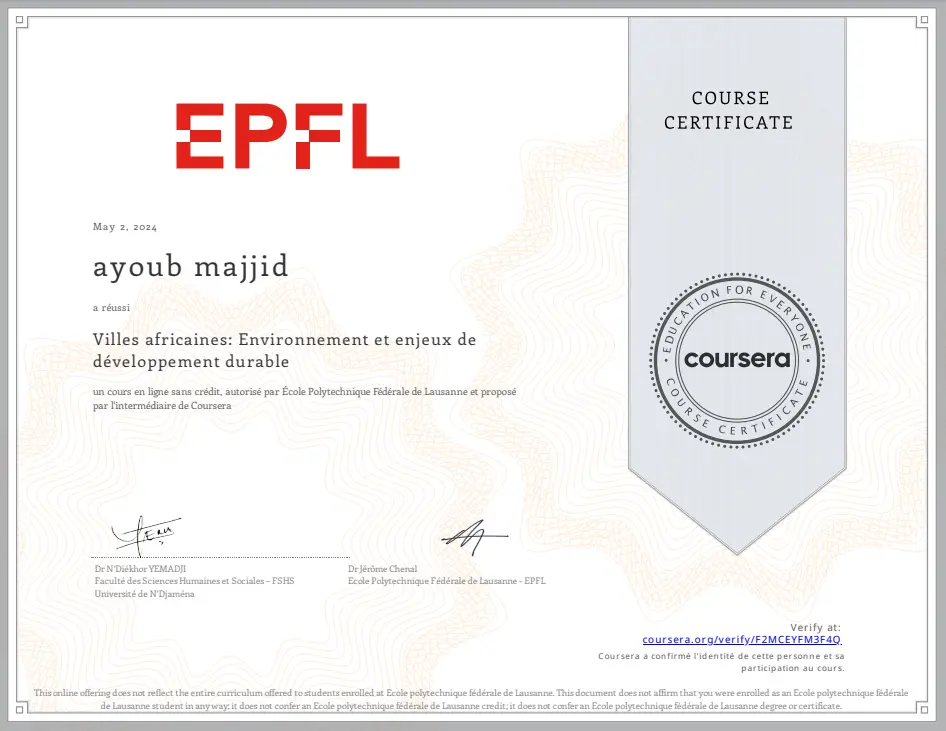 COURSE
CERTIFICATE
EPFL
May 2, 2024
ayoub majjid
a réussi
Villes africaines: Environnement et enjeux de
développement durable
un cours en ligne sans crédit, autorisé par École Polytechnique Fédérale de Lausanne et proposé
par l'intermédiaire de Coursera
EDUCATION FOR EVERYONE
coursera
COURSE CERTIFICATE
Dr N'Diékhor YEMADJI
Faculté des Sciences Humaines et Sociales – FSHS
Université de N'Djaména
Dr Jérôme Chenal
Ecole Polytechnique Fédérale de Lausanne - EPFL
Verify at:
coursera.org/verify/F2MCEYFM3F4Q
Coursera a confirmé l'identité de cette personne et sa
participation au cours.
This online offering does not reflect the entire curriculum offered to students enrolled at École polytechnique fédérale de Lausanne. This document does not affirm that you were enrolled as an Ecole polytechnique fédérale
de Lausanne student in any way; it does not confer an Ecole polytechnique fédérale de Lausanne credit; it does not confer an Ecole polytechnique fédérale de Lausanne degree or certificate.